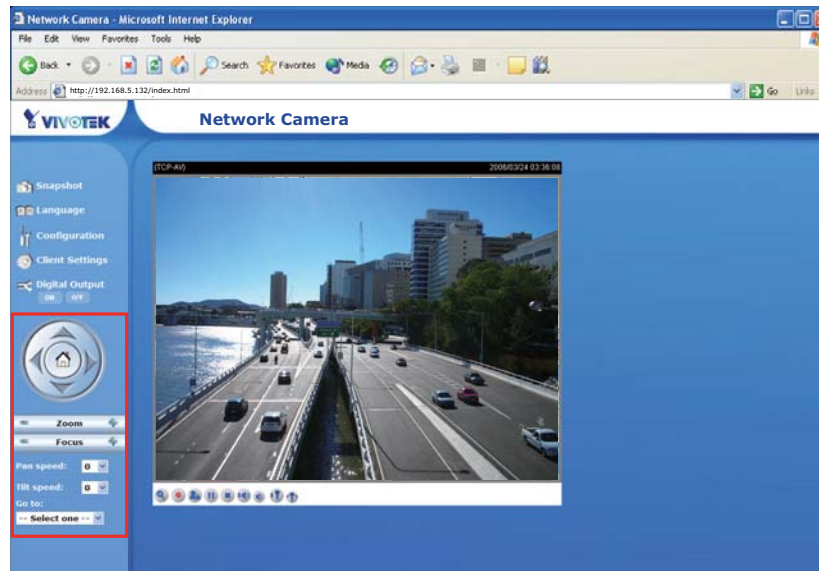 Network Camera - Microsoft Internet Explorer
File Edit View Favorites Tools Help
Back Search Favorites Media
Address http://192.168.5.132/index.html Go Links
VIVOTEK Network Camera
(TCP-AV) 2006/03/24 03:36:08
Snapshot
Language
Configuration
Client Settings
Digital Output
ON OFF
Zoom
Focus
Pan speed: 0
Tilt speed: 0
Go to:
-- Select one --